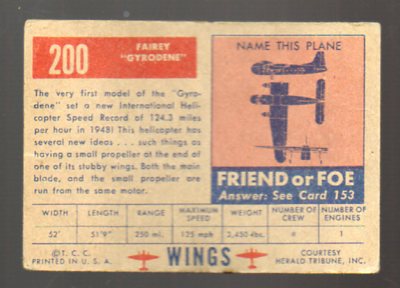 200
FAIREY
"GYRODENE"
The very first model of the "Gyro-
dene" set a new International Heli-
copter Speed Record of 124.3 miles
per hour in 1948! This helicopter has
several new ideas . . . such things as
having a small propeller at the end of
one of its stubby wings. Both the main
blade, and the small propeller are
run from the same motor.
NAME THIS PLANE
FRIEND or FOE
Answer: See Card 153
WIDTH LENGTH RANGE MAXIMUM SPEED WEIGHT NUMBER OF CREW NUMBER OF ENGINES
52' 51'9" 250 mi. 125 mph 2,450 lbs. 1
©T. C. C.
PRINTED IN U. S. A.
WINGS
COURTESY
HERALD TRIBUNE, INC.